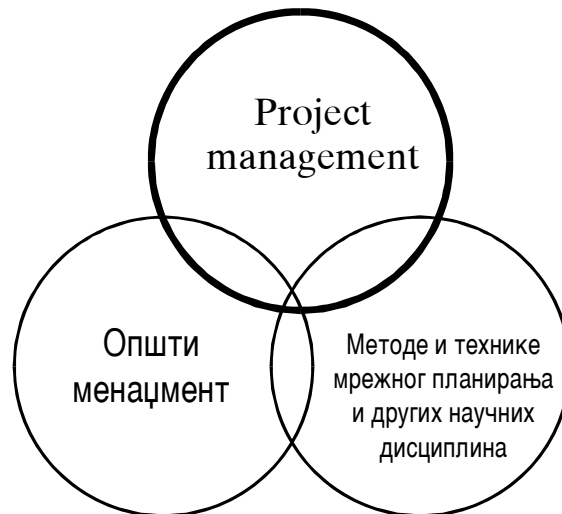 Project
management
Општи
менаџмент
Методе и технике
мрежног планирања
и других научних
дисциплина